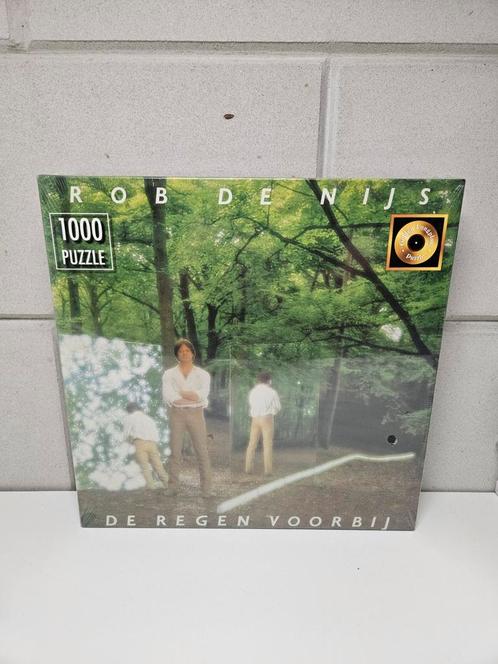 ROB DE NIJS
1000
PUZZLE
DE REGEN VOORBIJ